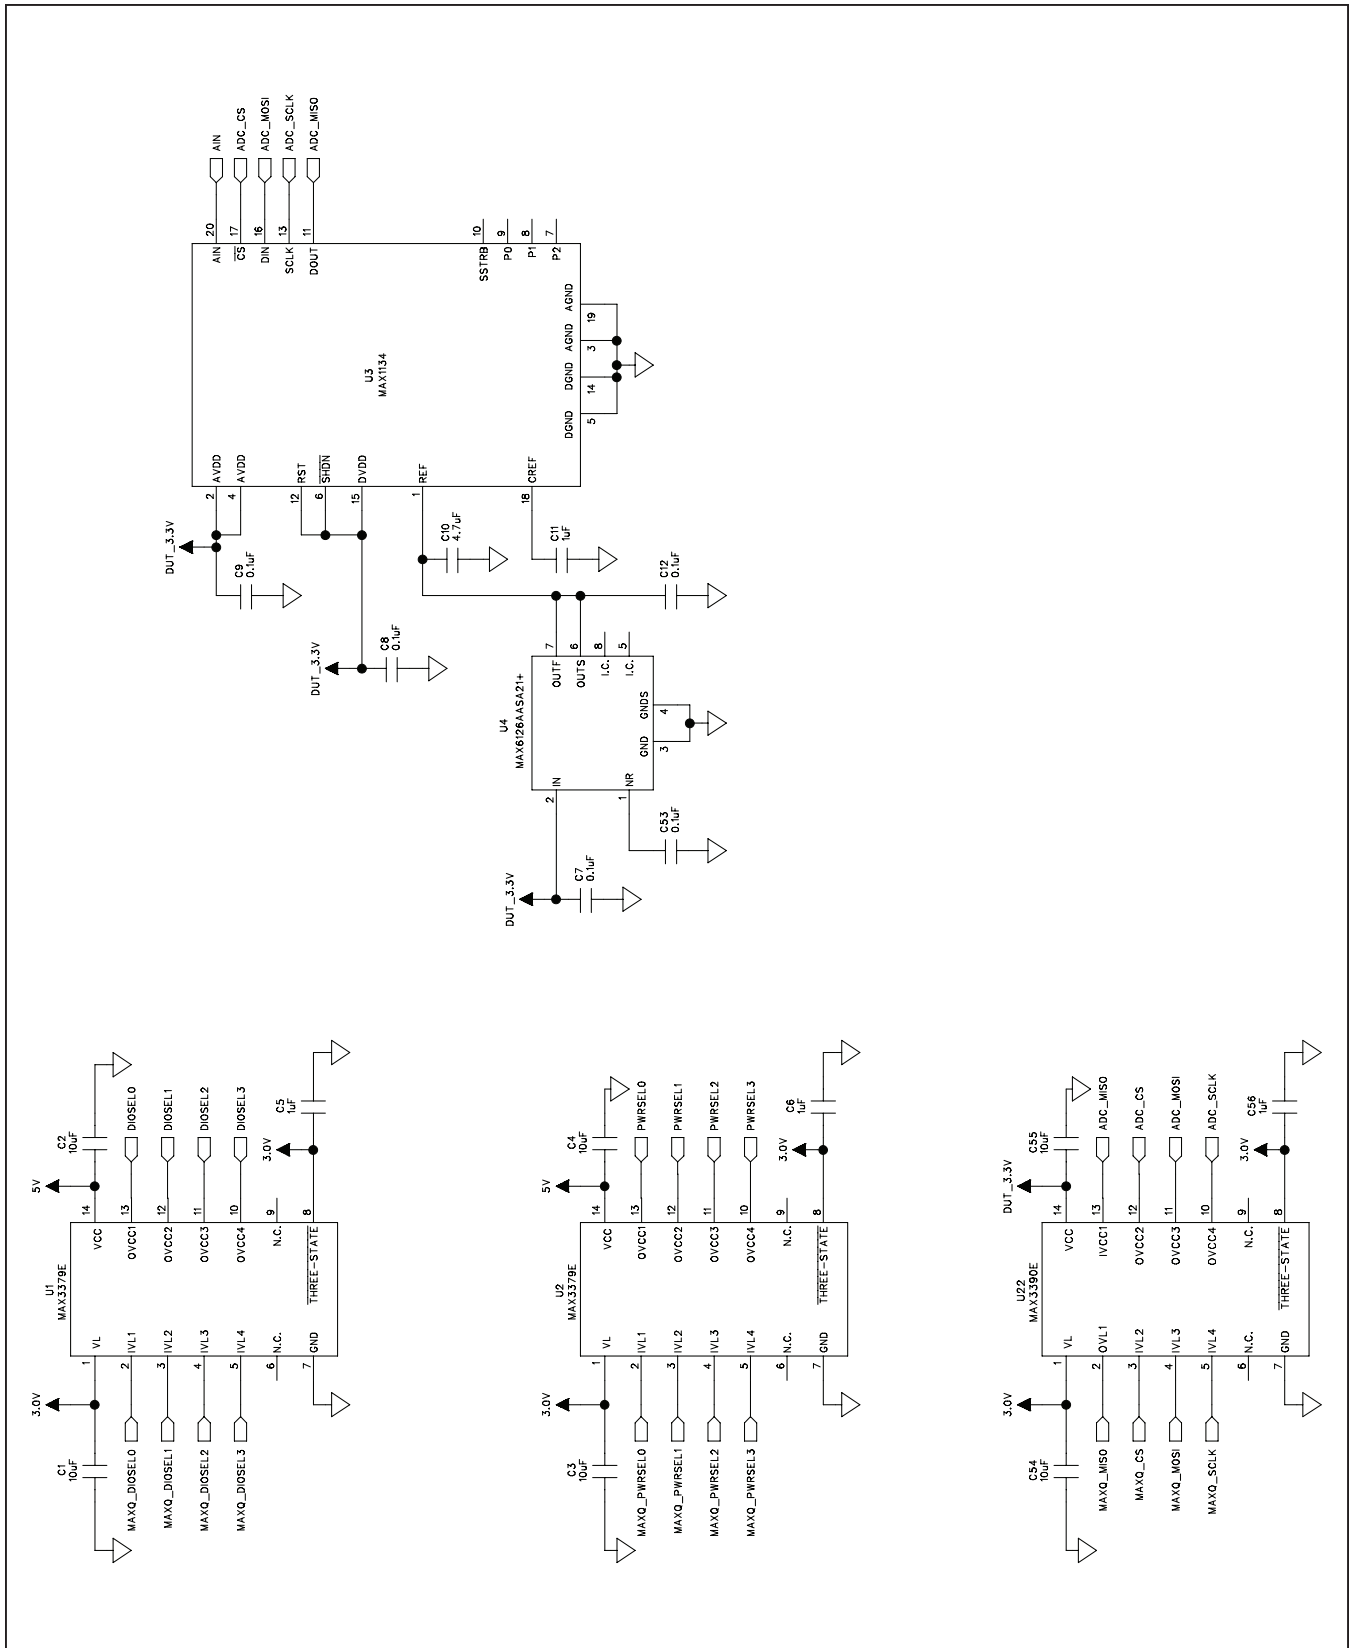 U1
MAX3379E
3.0V
C1
10uF
1
VL
MAXQ_DIOSEL0
2
IVL1
MAXQ_DIOSEL1
3
IVL2
MAXQ_DIOSEL2
4
IVL3
MAXQ_DIOSEL3
5
IVL4
6
N.C.
7
GND
5V
C2
10uF
14
VCC
13
OVCC1
DIOSEL0
12
OVCC2
DIOSEL1
11
OVCC3
DIOSEL2
10
OVCC4
DIOSEL3
9
N.C.
8
THREE-STATE
3.0V
C5
1uF
U2
MAX3379E
3.0V
C3
10uF
1
VL
MAXQ_PWRSEL0
2
IVL1
MAXQ_PWRSEL1
3
IVL2
MAXQ_PWRSEL2
4
IVL3
MAXQ_PWRSEL3
5
IVL4
6
N.C.
7
GND
5V
C4
10uF
14
VCC
13
OVCC1
PWRSEL0
12
OVCC2
PWRSEL1
11
OVCC3
PWRSEL2
10
OVCC4
PWRSEL3
9
N.C.
8
THREE-STATE
3.0V
C6
1uF
U22
MAX3390E
3.0V
C54
10uF
1
VL
MAXQ_MISO
2
OVL1
MAXQ_CS
3
IVL2
MAXQ_MOSI
4
IVL3
MAXQ_SCLK
5
IVL4
6
N.C.
7
GND
DUT_3.3V
C55
10uF
14
VCC
13
IVCC1
ADC_MISO
12
OVCC2
ADC_CS
11
OVCC3
ADC_MOSI
10
OVCC4
ADC_SCLK
9
N.C.
8
THREE-STATE
3.0V
C56
1uF
U4
MAX6126AASA21+
DUT_3.3V
C7
0.1uF
2
IN
C53
0.1uF
1
NR
7
OUTF
6
OUTS
8
I.C.
5
I.C.
3
GND
4
GNDS
C12
0.1uF
U3
MAX1134
DUT_3.3V
C9
0.1uF
2
AVDD
4
AVDD
12
RST
6
SHDN
15
DVDD
DUT_3.3V
C8
0.1uF
1
REF
C10
4.7uF
18
CREF
C11
1uF
20
AIN
AIN
17
CS
ADC_CS
16
DIN
ADC_MOSI
13
SCLK
ADC_SCLK
11
DOUT
ADC_MISO
10
SSTRB
9
P0
8
P1
7
P2
5
DGND
14
DGND
3
AGND
19
AGND